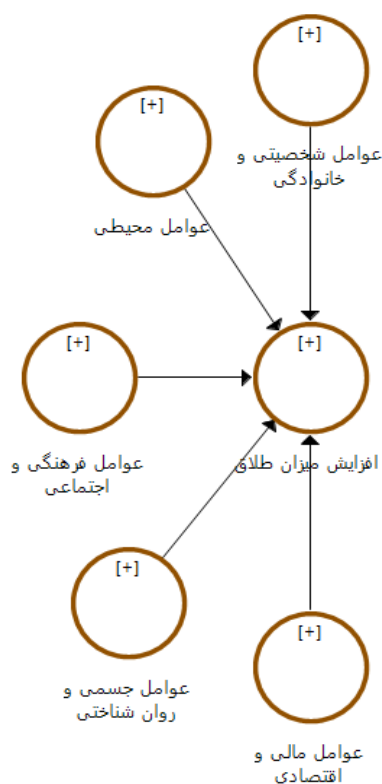 [+]
عوامل شخصیتی و
خانوادگی
[+]
عوامل محیطی
[+]
عوامل فرهنگی و
اجتماعی
[+]
افزایش میزان طلاق
[+]
عوامل جسمی و
روان شناختی
[+]
عوامل مالی و
اقتصادی